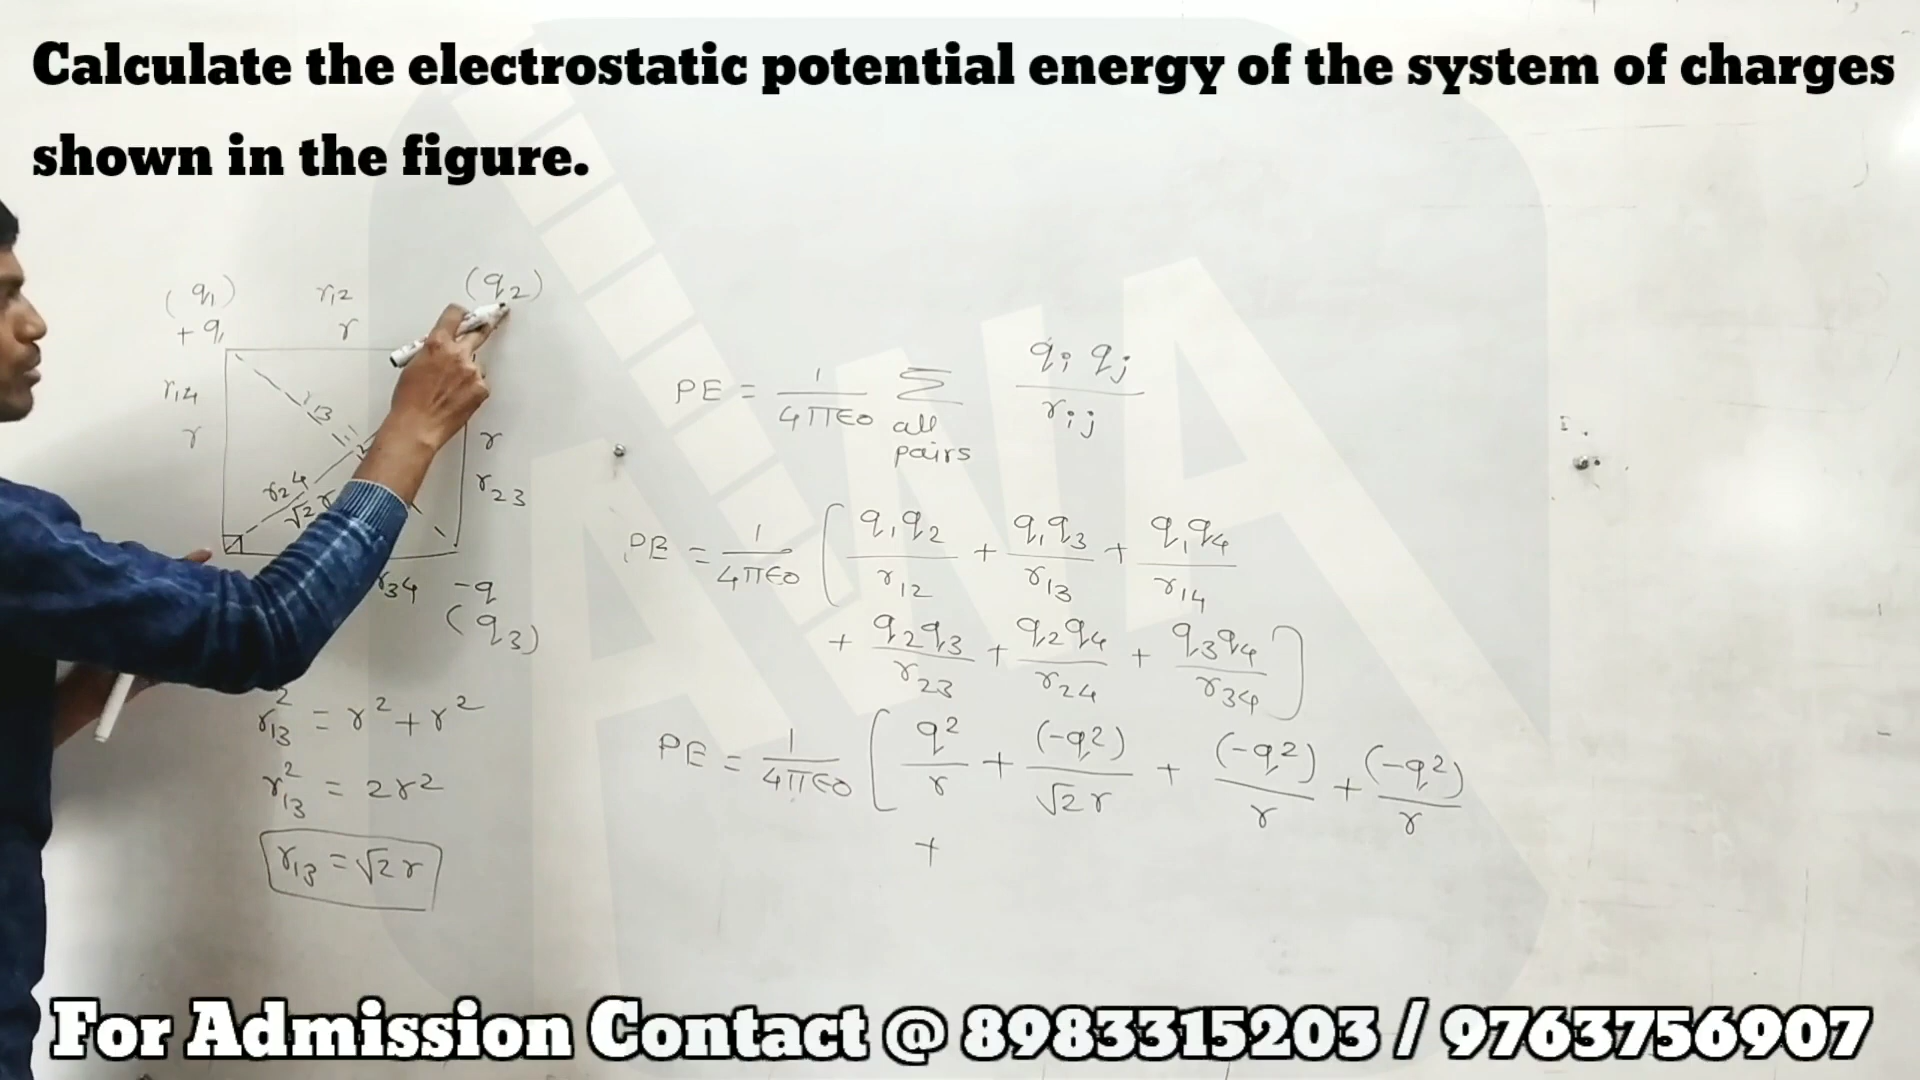 Calculate the electrostatic potential energy of the system of charges
shown in the figure.
(q1) r12 (q2)
+q r
r14 r13
r r
r24 r23
√2 r
r34 -q
(q3)
r13² = r² + r²
r13² = 2r²
r13 = √2 r
PE = 1/4πϵ0 Σ all pairs qi qj / rij
PE = 1/4πϵ0 [ q1q2/r12 + q1q3/r13 + q1q4/r14
+ q2q3/r23 + q2q4/r24 + q3q4/r34 ]
PE = 1/4πϵ0 [ q²/r + (-q²)/√2 r + (-q²)/r + (-q²)/r
+
For Admission Contact @ 8983315203 / 9763756907